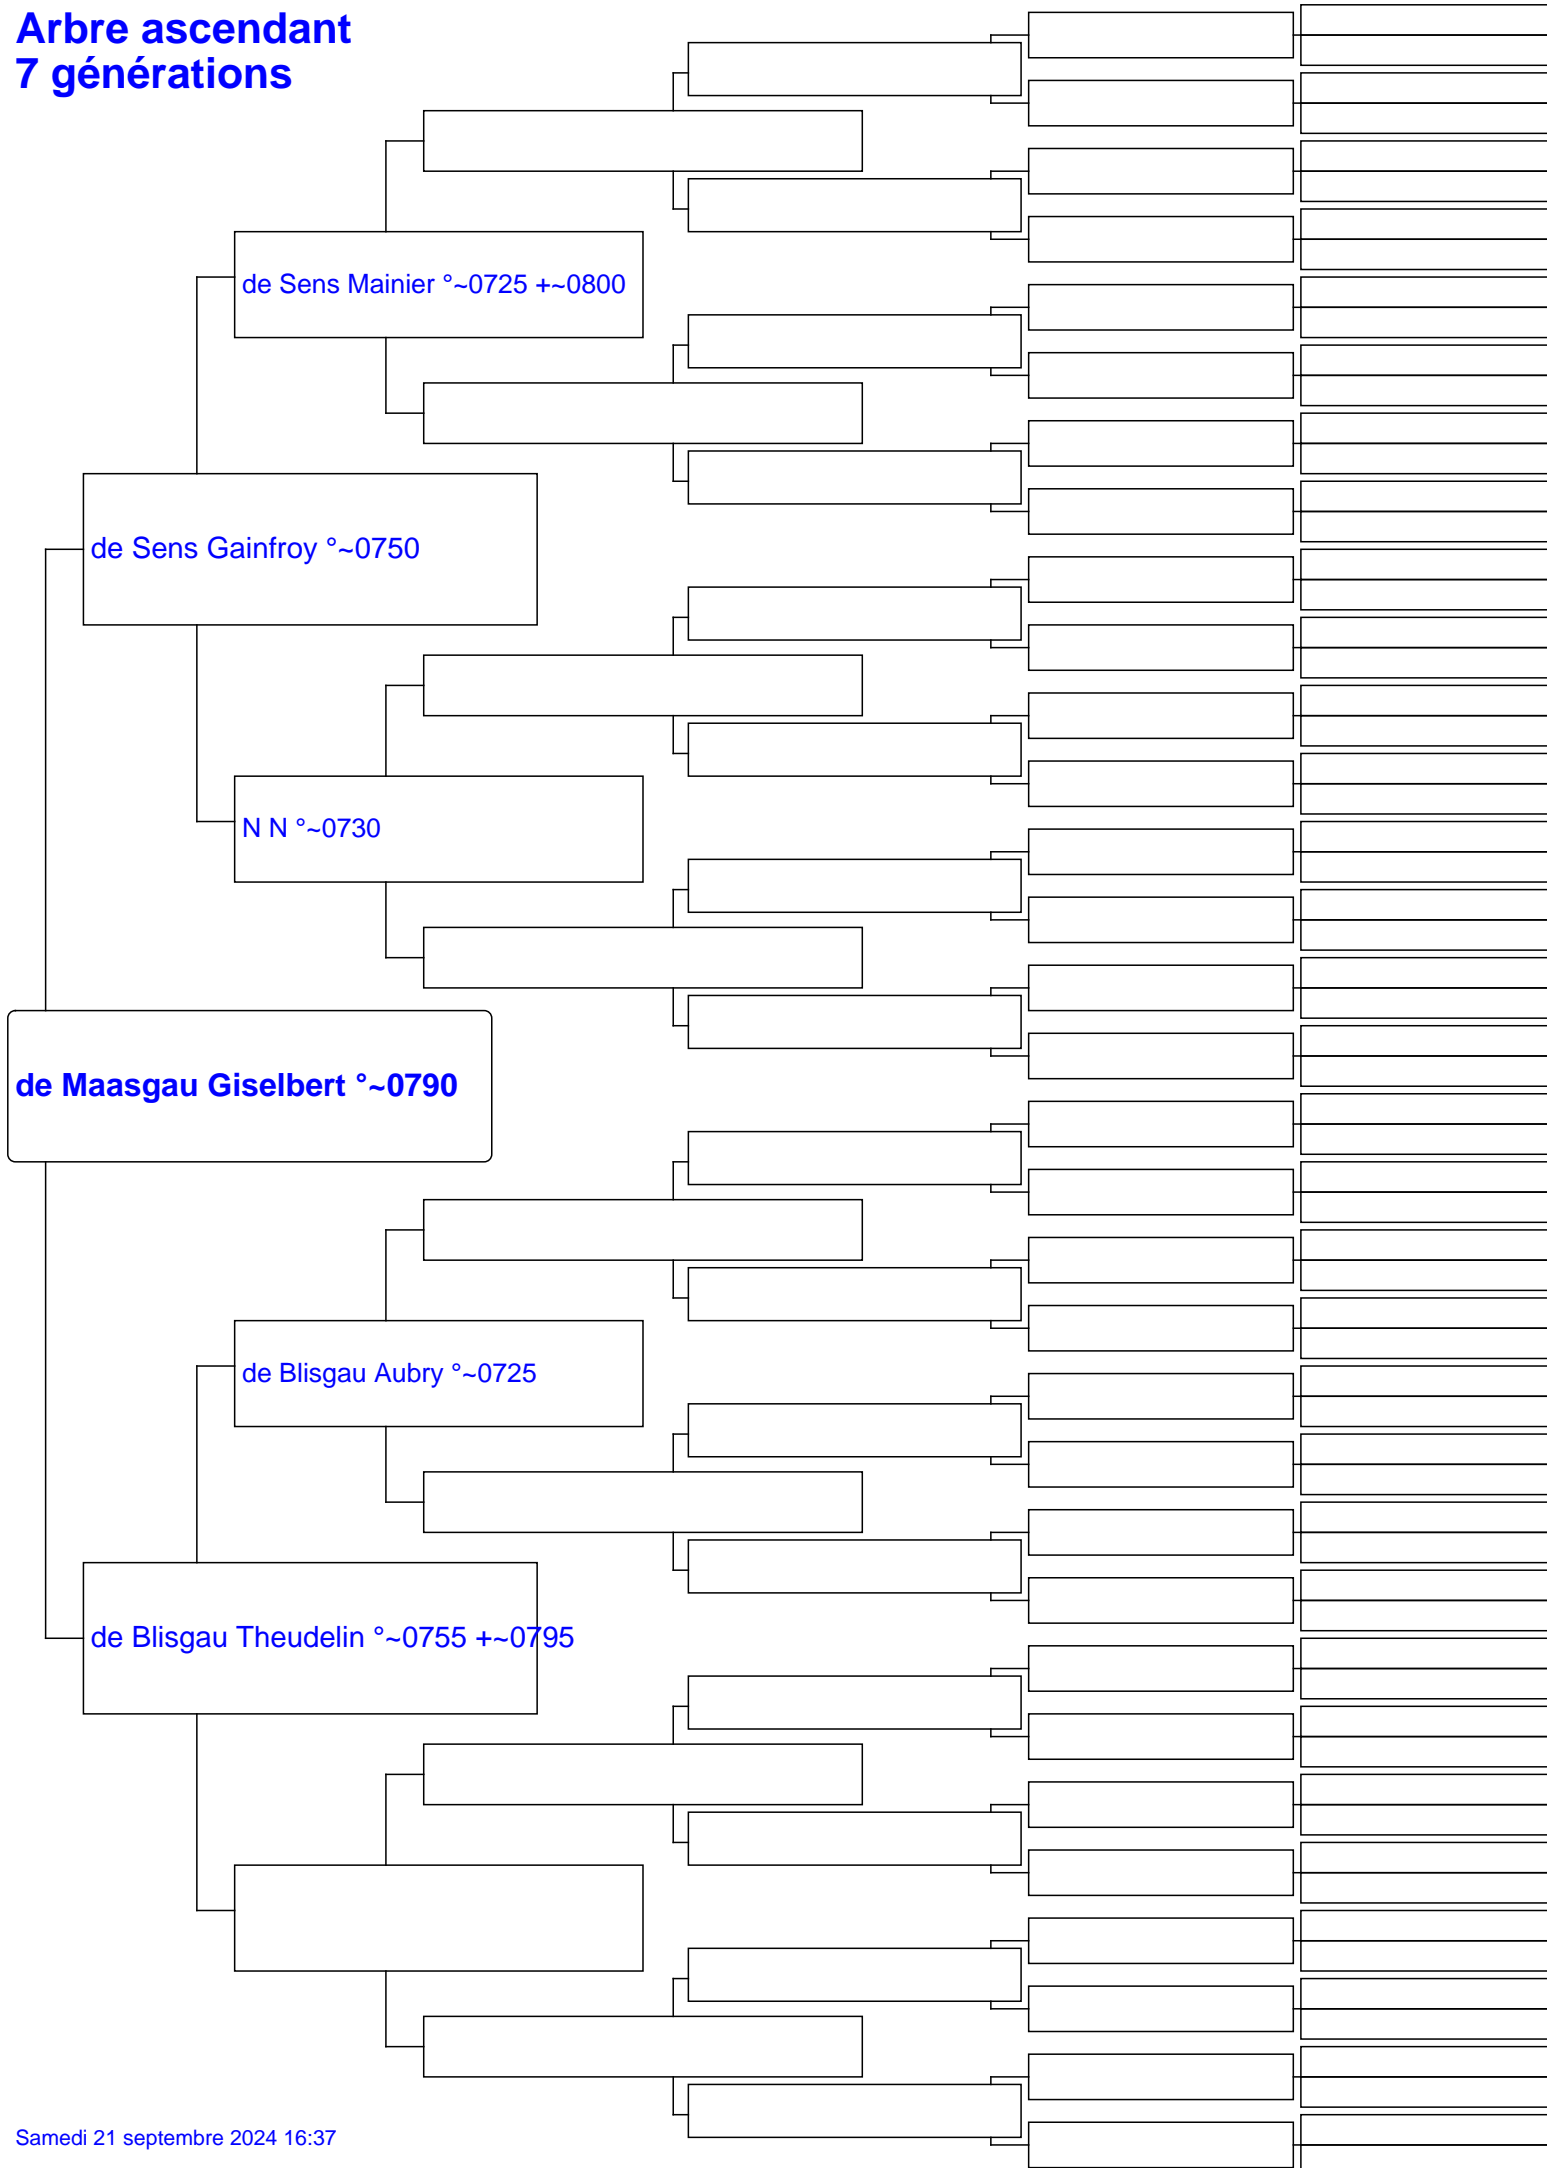 Arbre ascendant
7 générations
de Sens Mainier °~0725 +~0800
de Sens Gainfroy °~0750
N N °~0730
de Maasgau Giselbert °~0790
de Blisgau Aubry °~0725
de Blisgau Theudelin °~0755 +~0795
Samedi 21 septembre 2024 16:37